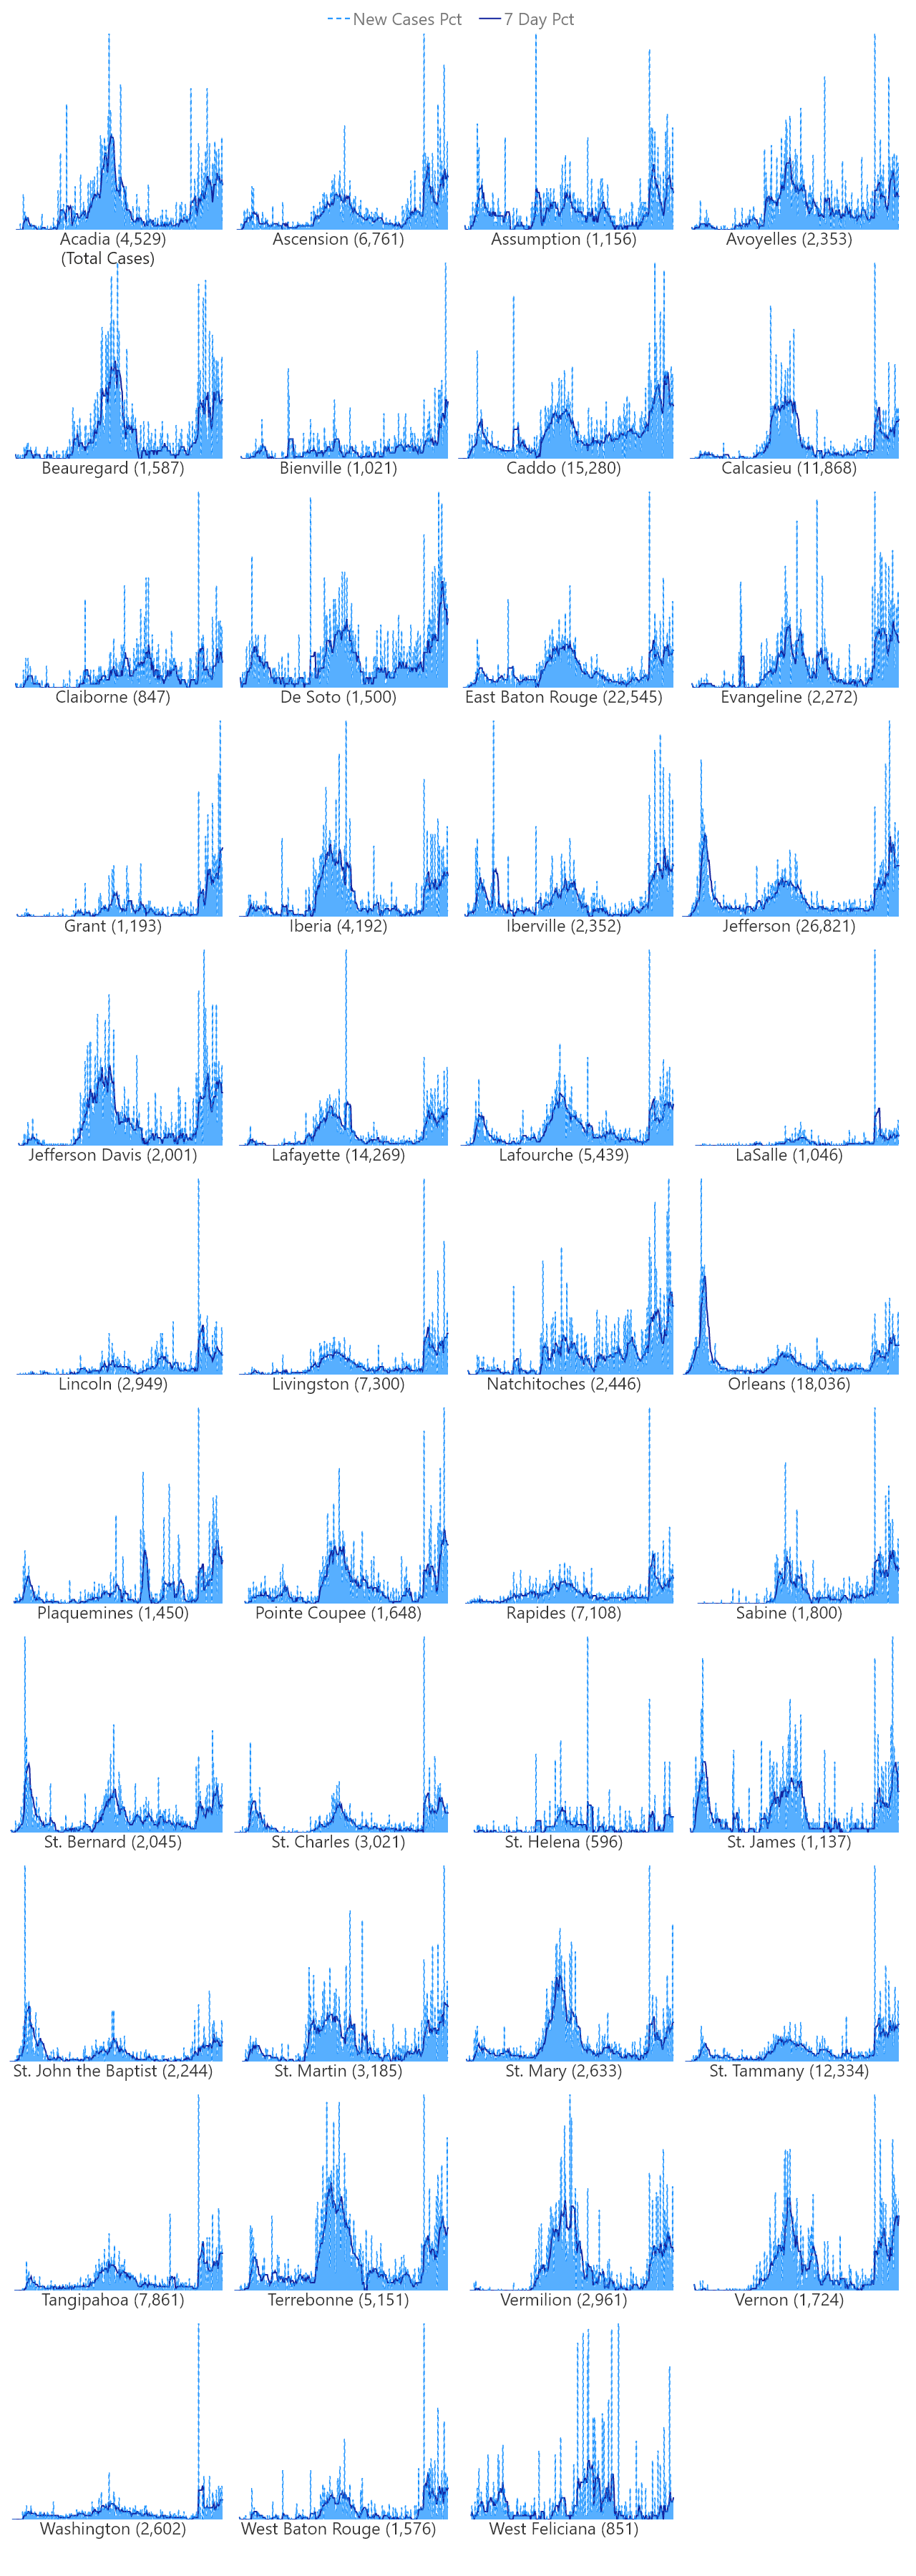 New Cases Pct 7 Day Pct
Acadia (4,529) Ascension (6,761) Assumption (1,156) Avoyelles (2,353)
(Total Cases)
Beauregard (1,587) Bienville (1,021) Caddo (15,280) Calcasieu (11,868)
Claiborne (847) De Soto (1,500) East Baton Rouge (22,545) Evangeline (2,272)
Grant (1,193) Iberia (4,192) Iberville (2,352) Jefferson (26,821)
Jefferson Davis (2,001) Lafayette (14,269) Lafourche (5,439) LaSalle (1,046)
Lincoln (2,949) Livingston (7,300) Natchitoches (2,446) Orleans (18,036)
Plaquemines (1,450) Pointe Coupee (1,648) Rapides (7,108) Sabine (1,800)
St. Bernard (2,045) St. Charles (3,021) St. Helena (596) St. James (1,137)
St. John the Baptist (2,244) St. Martin (3,185) St. Mary (2,633) St. Tammany (12,334)
Tangipahoa (7,861) Terrebonne (5,151) Vermilion (2,961) Vernon (1,724)
Washington (2,602) West Baton Rouge (1,576) West Feliciana (851)